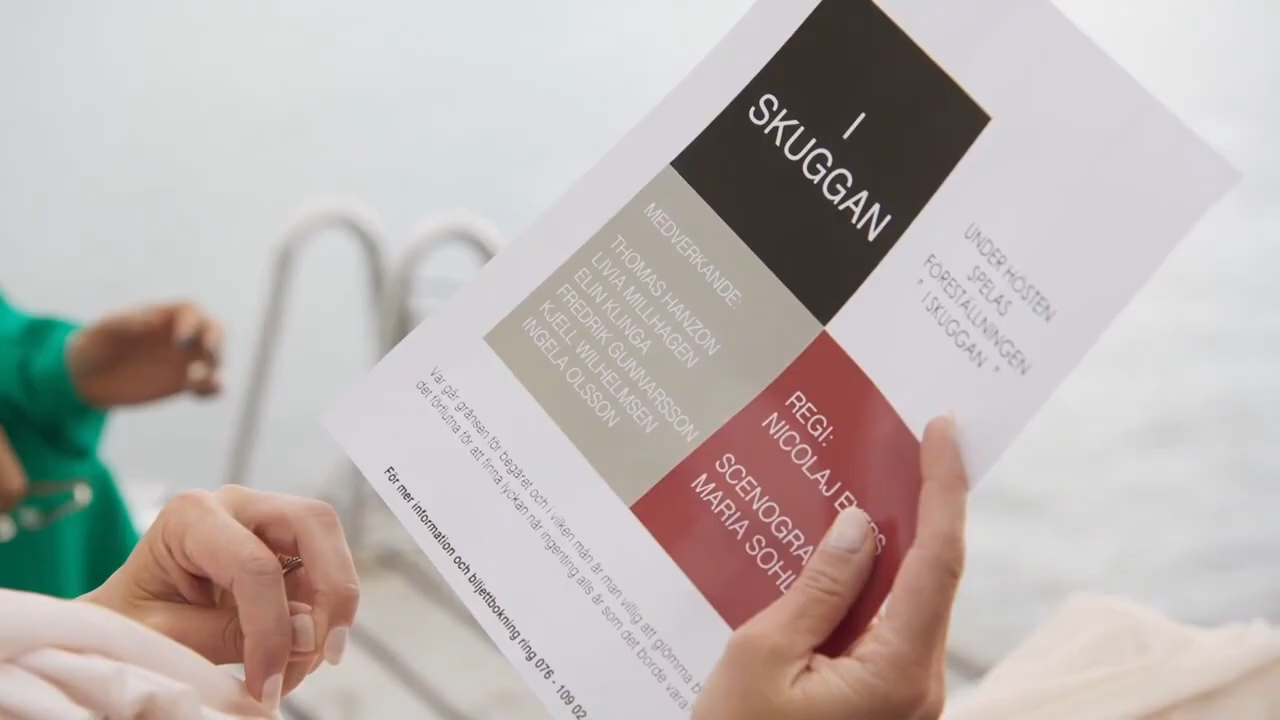 I
SKUGGAN
UNDER HÖSTEN
SPELAS
FÖRESTÄLLNINGEN
" I SKUGGAN "
MEDVERKANDE:
THOMAS HANZON
LIVIA MILLHAGEN
ELIN KLINGA
FREDRIK GUNNARSSON
KJELL WILHELMSEN
INGELA OLSSON
REGI:
NICOLAJ
SCENOGRA
MARIA SOHL
Var går gränsen för begäret och i vilken mån är man villig att glömma
det förflutna för att finna lyckan när ingenting alls är som det borde vara
För mer information och biljettbokning ring 076 - 109 02